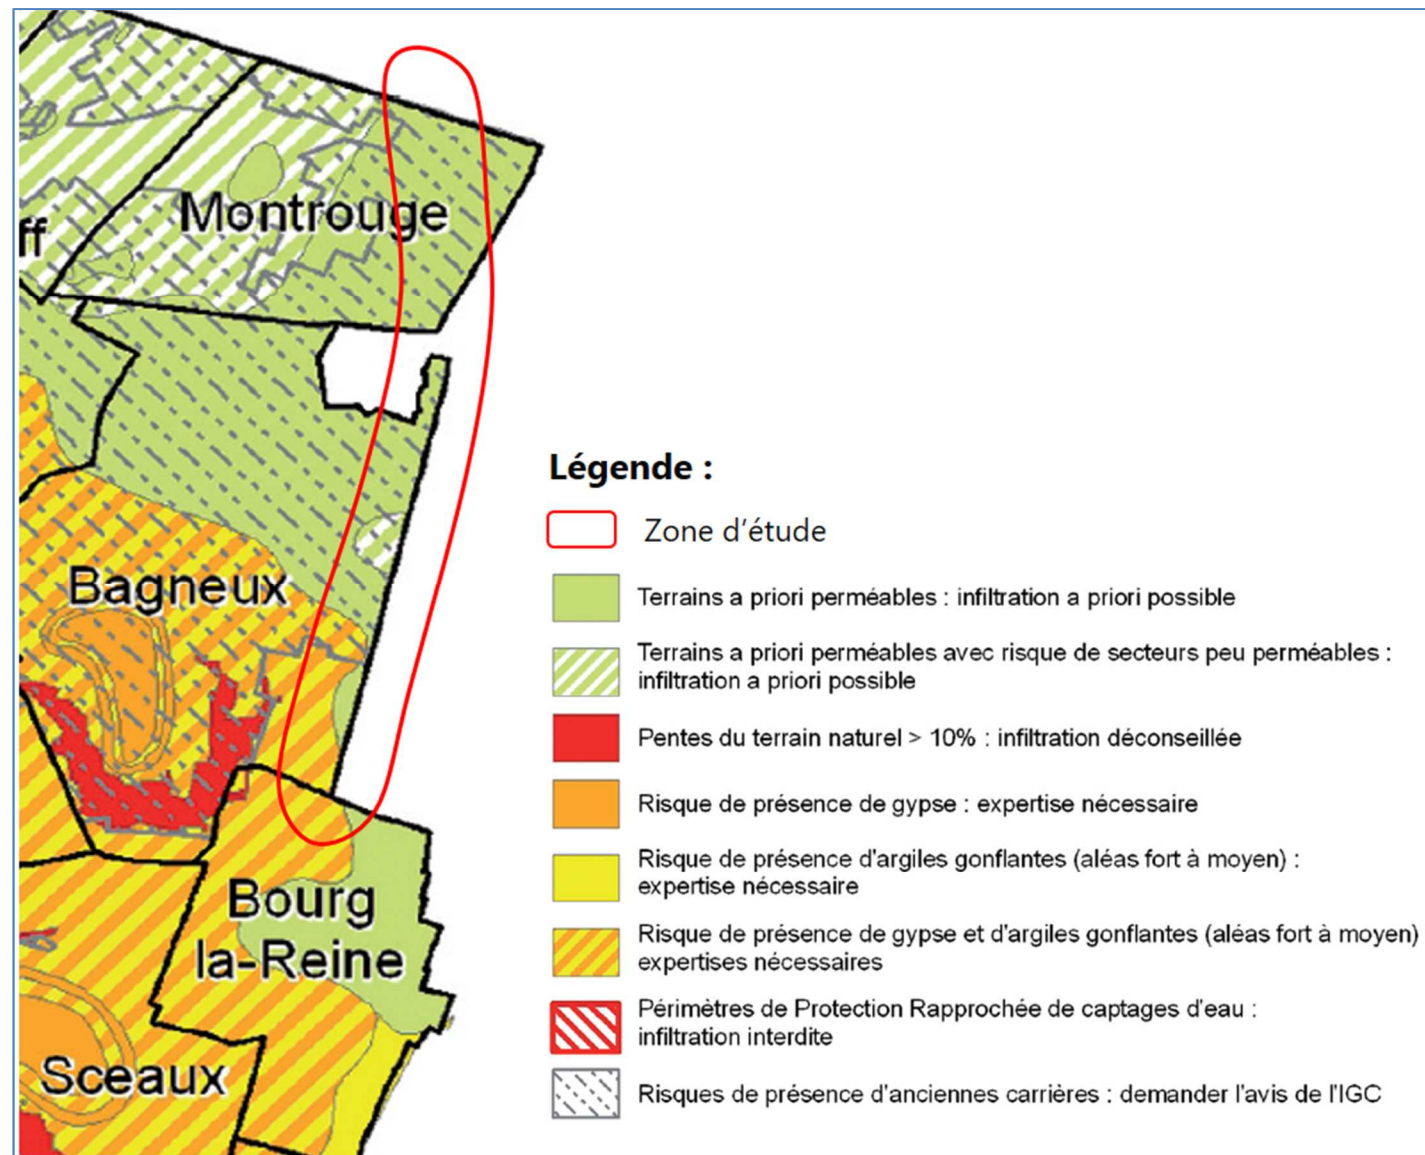 Montrouge
ff
Légende :
Zone d'étude
Terrains a priori perméables : infiltration a priori possible
Terrains a priori perméables avec risque de secteurs peu perméables :
infiltration a priori possible
Bagneux
Pentes du terrain naturel > 10% : infiltration déconseillée
Risque de présence de gypse : expertise nécessaire
Risque de présence d'argiles gonflantes (aléas fort à moyen) :
expertise nécessaire
Bourg
la-Reine
Risque de présence de gypse et d'argiles gonflantes (aléas fort à moyen)
expertises nécessaires
Périmètres de Protection Rapprochée de captages d'eau :
infiltration interdite
Sceaux
Risques de présence d'anciennes carrières : demander l'avis de l'IGC